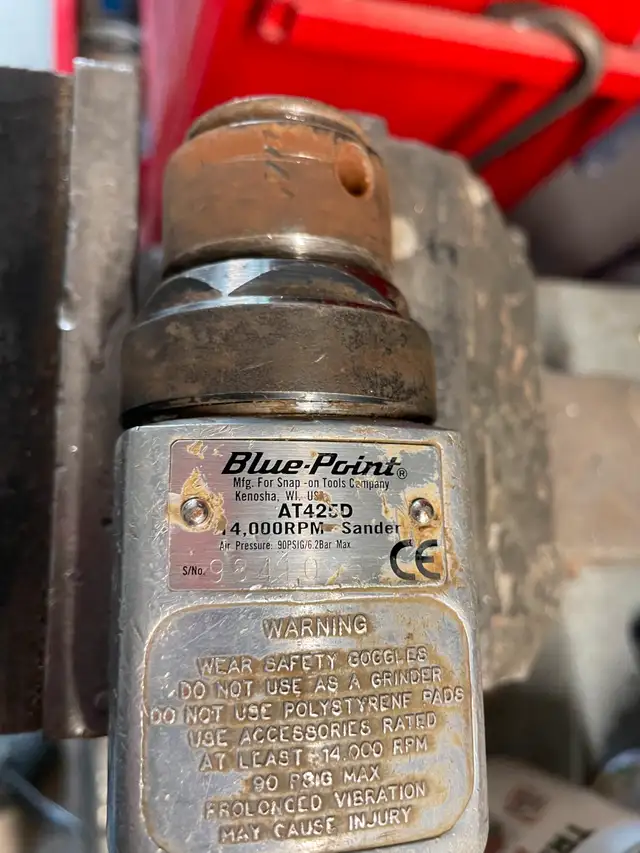 Blue-Point®
Mfg. For Snap-on Tools Company
Kenosha, WI. USA
AT425D
14,000RPM - Sander
Air Pressure: 90PSIG/6.2Bar Max.
S/No.
CE
WARNING
WEAR SAFETY GOGGLES
DO NOT USE AS A GRINDER
DO NOT USE POLYSTYRENE PADS
USE ACCESSORIES RATED
AT LEAST 14,000 RPM
90 PSIG MAX
PROLONGED VIBRATION
MAY CAUSE INJURY